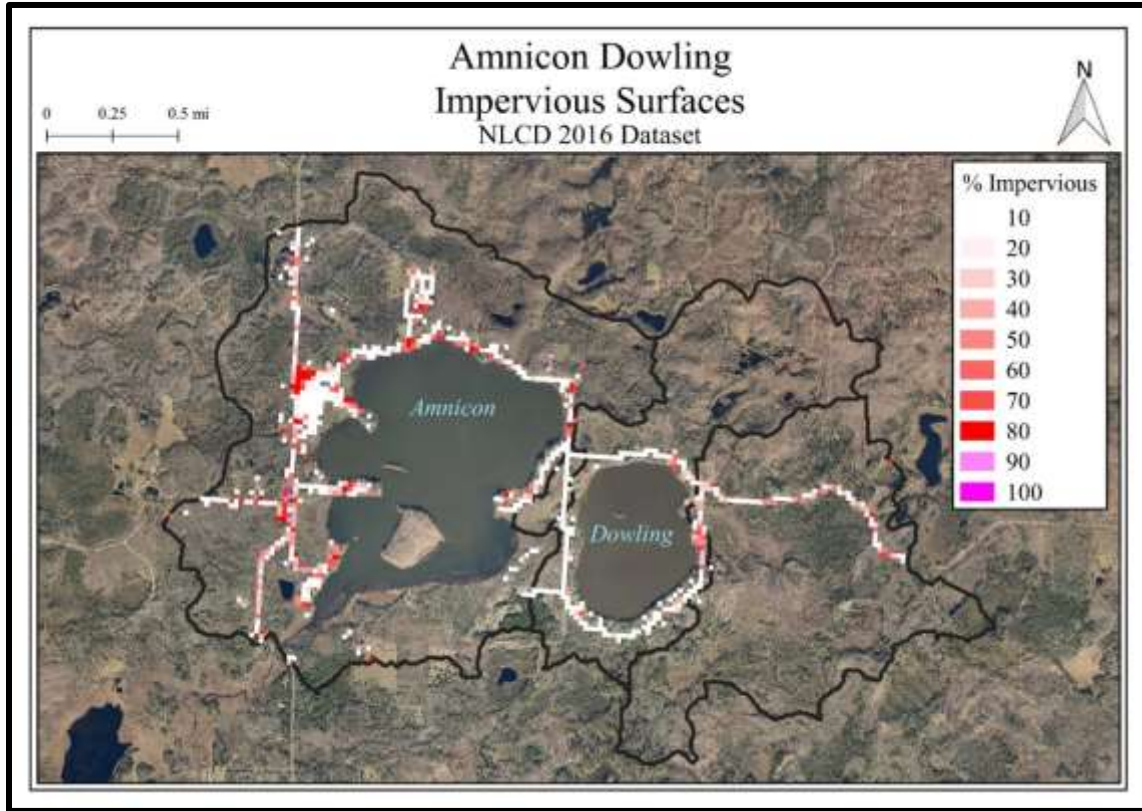 Amnicon Dowling
Impervious Surfaces
NLCD 2016 Dataset
0 0.25 0.5 mi
N
% Impervious
10
20
30
40
50
60
70
80
90
100
Amnicon
Dowling